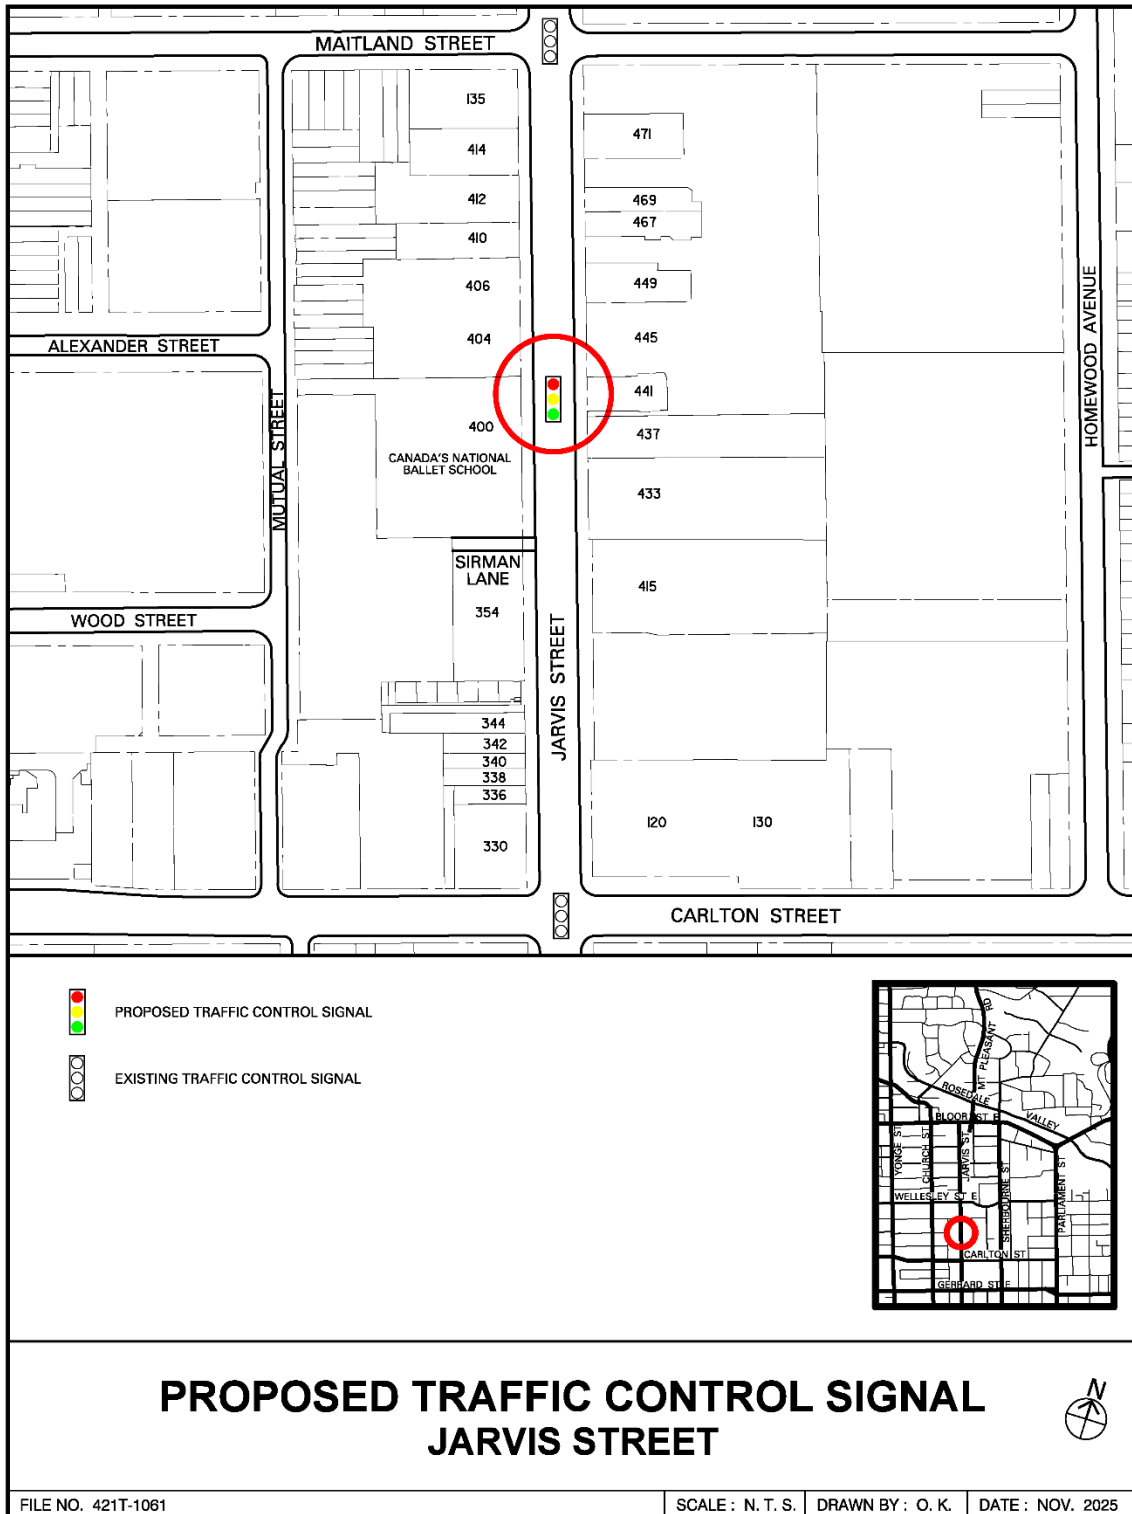 MAITLAND STREET
135
471
414
412
469
467
410
406
449
404
445
ALEXANDER STREET
HOMEWOOD AVENUE
441
MUTUAL STREET
400
437
CANADA'S NATIONAL
BALLET SCHOOL
433
SIRMAN
LANE
415
354
WOOD STREET
JARVIS STREET
344
342
340
338
336
330
120
130
CARLTON STREET
PROPOSED TRAFFIC CONTROL SIGNAL
EXISTING TRAFFIC CONTROL SIGNAL
MT PLEASANT RD
ROSEDALE VALLEY
BLOOR ST E
YONGE ST
CHURCH ST
JARVIS ST
SHERBOURNE ST
PARLIAMENT ST
WELLESLEY ST E
CARLTON ST
GERRARD ST E
PROPOSED TRAFFIC CONTROL SIGNAL
JARVIS STREET
N
FILE NO. 421T-1061
SCALE : N. T. S.
DRAWN BY : O. K.
DATE : NOV. 2025